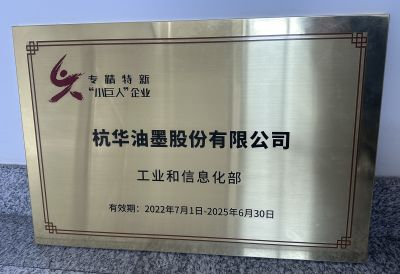 专精特新
“小巨人”企业
杭华油墨股份有限公司
工业和信息化部
有效期：2022年7月1日-2025年6月30日